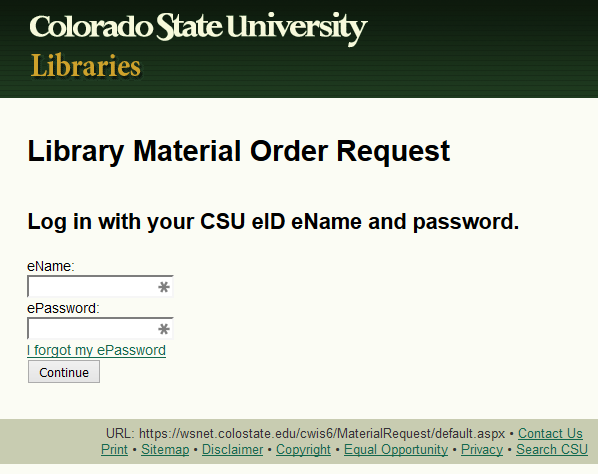 Colorado State University
Libraries
Library Material Order Request
Log in with your CSU eID eName and password.
eName:
ePassword:
I forgot my ePassword
Continue
URL: https://wsnet.colostate.edu/cwis6/MaterialRequest/default.aspx • Contact Us
Print • Sitemap • Disclaimer • Copyright • Equal Opportunity • Privacy • Search CSU